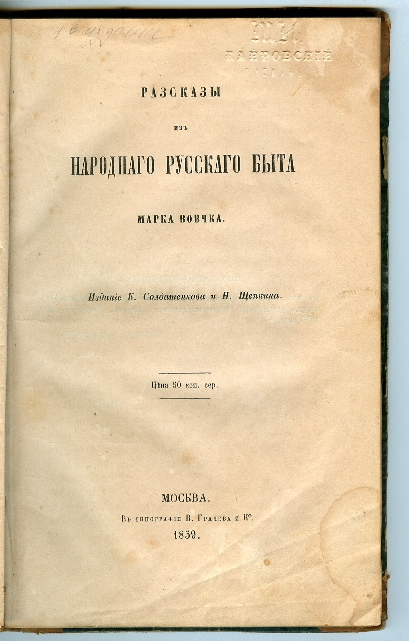 РАЗСКАЗЫ
изъ
НАРОДНАГО РУССКАГО БЫТА
МАРКА ВОВЧКА.
Изданіе К. Солдатенкова и Н. Щепкина.
Цѣна 90 коп. сер.
МОСКВА.
Въ типографіи В. Грачева и К°.
1859.